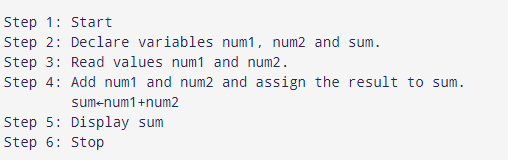 Step 1: Start
Step 2: Declare variables num1, num2 and sum.
Step 3: Read values num1 and num2.
Step 4: Add num1 and num2 and assign the result to sum.
sum←num1+num2
Step 5: Display sum
Step 6: Stop